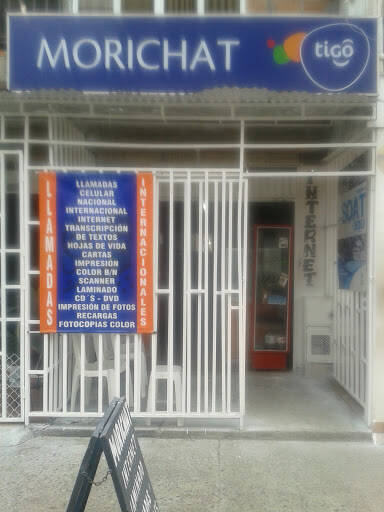 MORICHAT
tigô
LLAMADAS
LLAMADAS
CELULAR
NACIONAL
INTERNACIONAL
INTERNET
TRANSCRIPCIÓN
DE TEXTOS
HOJAS DE VIDA
CARTAS
IMPRESIÓN
COLOR B/N
SCANNER
LAMINADO
CD´S - DVD
IMPRESIÓN DE FOTOS
RECARGAS
FOTOCOPIAS COLOR
INTERNACIONALES
INTERNET
SOAT